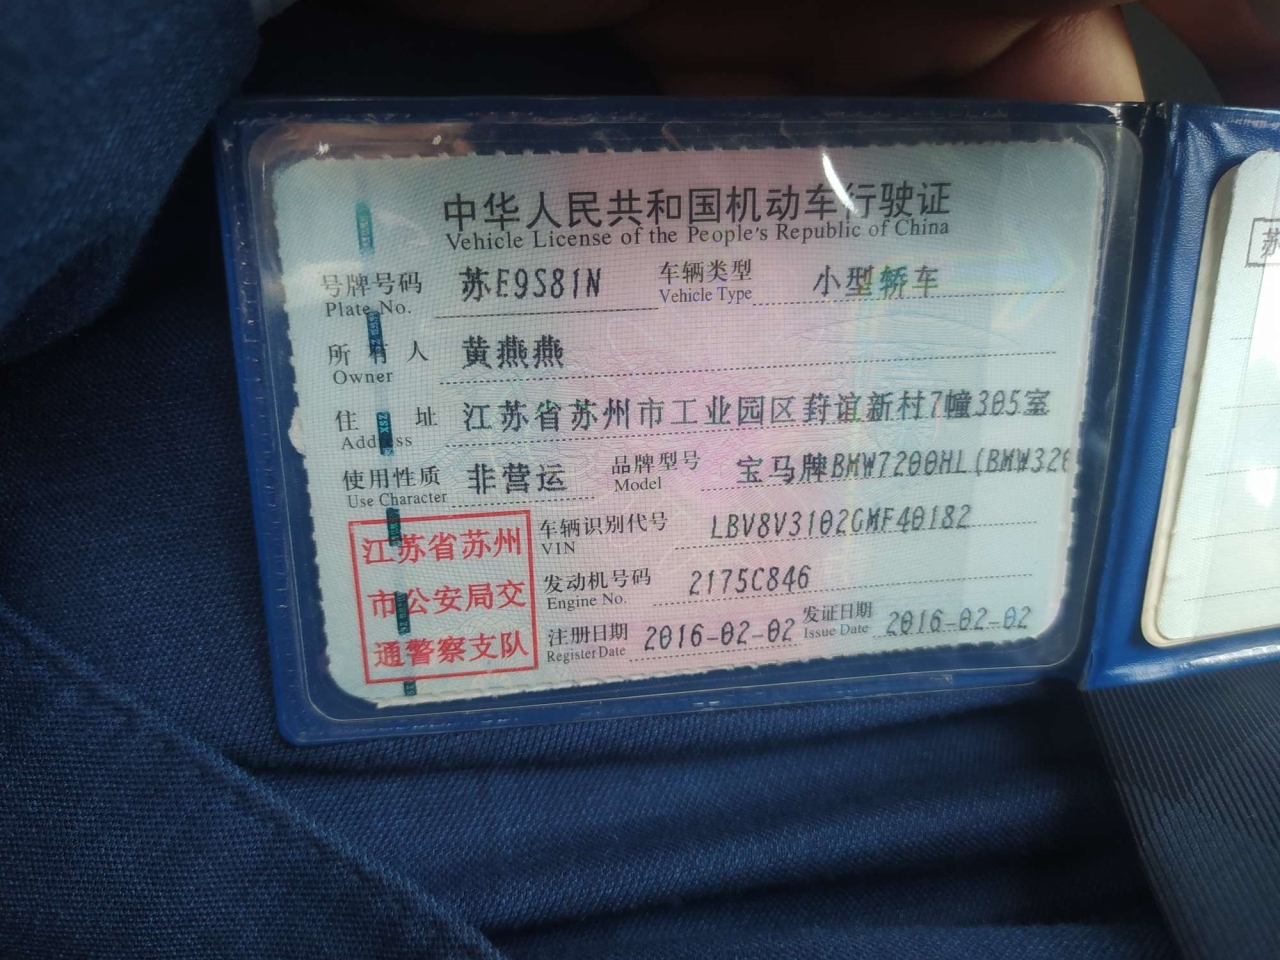 中华人民共和国机动车行驶证
Vehicle License of the People's Republic of China
号牌号码 苏E9S81N 车辆类型 小型轿车
Plate No. Vehicle Type
所有人 黄燕燕
Owner
住址 江苏省苏州市工业园区葑谊新村7幢305室
Address
使用性质 非营运 品牌型号 宝马牌BMW7200HL(BMW320
Use Character Model
江苏省苏州
市公安局交
通警察支队
车辆识别代号 LBV8V3102GMF40182
VIN
发动机号码 2175C846
Engine No.
注册日期 2016-02-02 发证日期 2016-02-02
Register Date Issue Date
苏